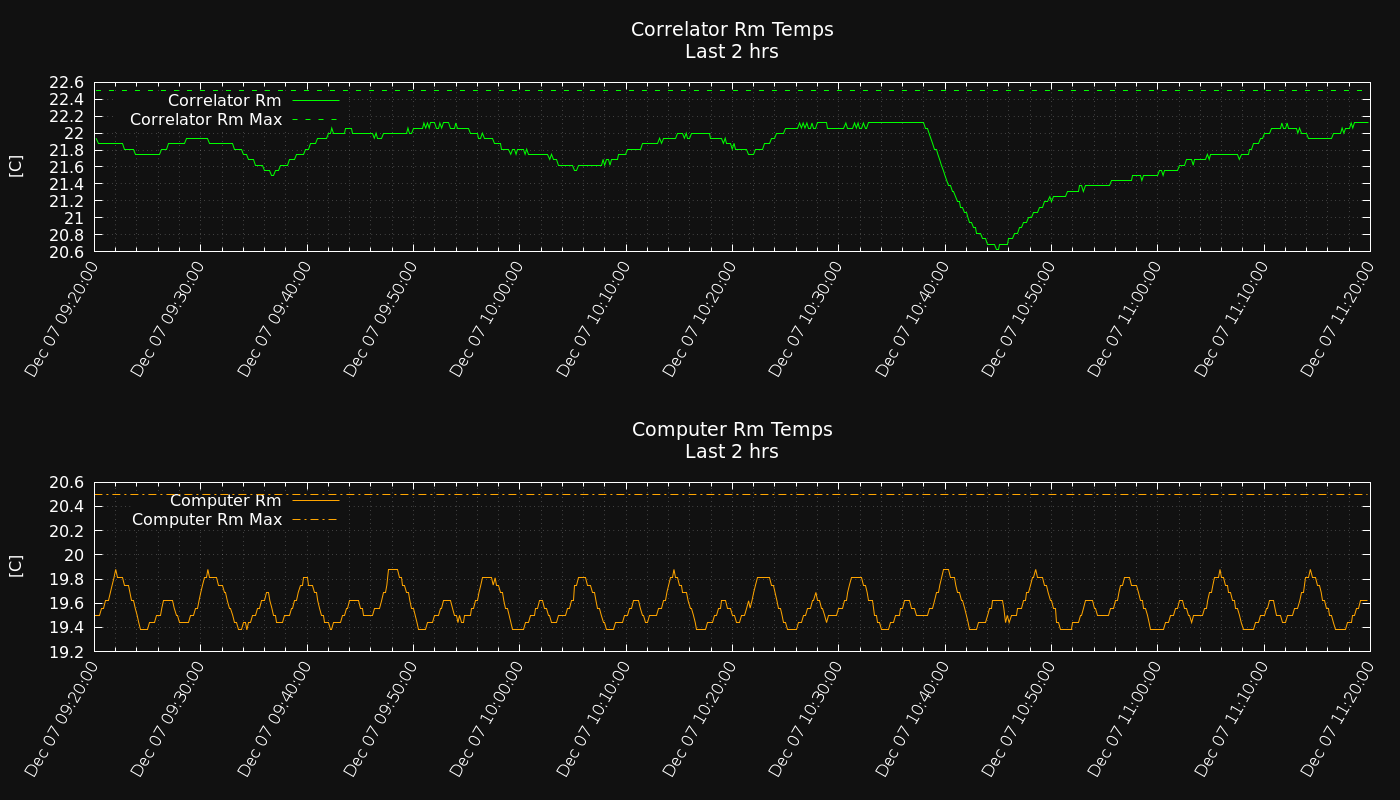 Correlator Rm Temps
Last 2 hrs
22.6
22.4
22.2
22
21.8
21.6
21.4
21.2
21
20.8
20.6
[C]
Correlator Rm
Correlator Rm Max
Dec 07 09:20:00
Dec 07 09:30:00
Dec 07 09:40:00
Dec 07 09:50:00
Dec 07 10:00:00
Dec 07 10:10:00
Dec 07 10:20:00
Dec 07 10:30:00
Dec 07 10:40:00
Dec 07 10:50:00
Dec 07 11:00:00
Dec 07 11:10:00
Dec 07 11:20:00
Computer Rm Temps
Last 2 hrs
20.6
20.4
20.2
20
19.8
19.6
19.4
19.2
[C]
Computer Rm
Computer Rm Max
Dec 07 09:20:00
Dec 07 09:30:00
Dec 07 09:40:00
Dec 07 09:50:00
Dec 07 10:00:00
Dec 07 10:10:00
Dec 07 10:20:00
Dec 07 10:30:00
Dec 07 10:40:00
Dec 07 10:50:00
Dec 07 11:00:00
Dec 07 11:10:00
Dec 07 11:20:00